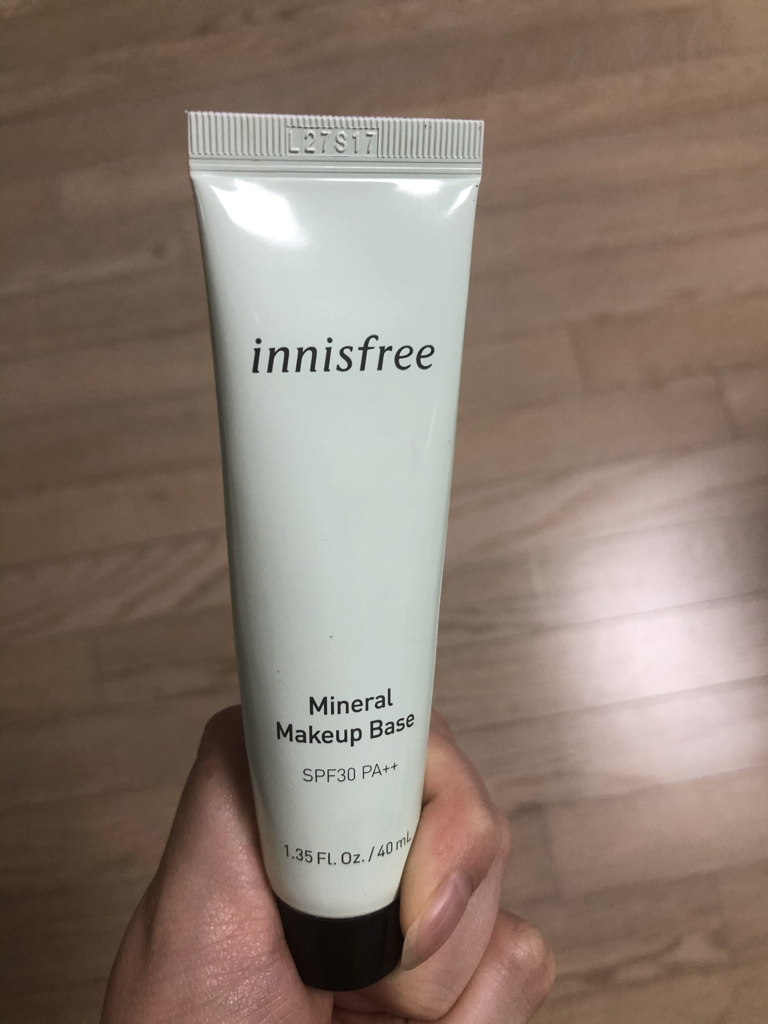 L27S17
innisfree
Mineral
Makeup Base
SPF30 PA++
1.35 Fl. Oz. / 40 mL